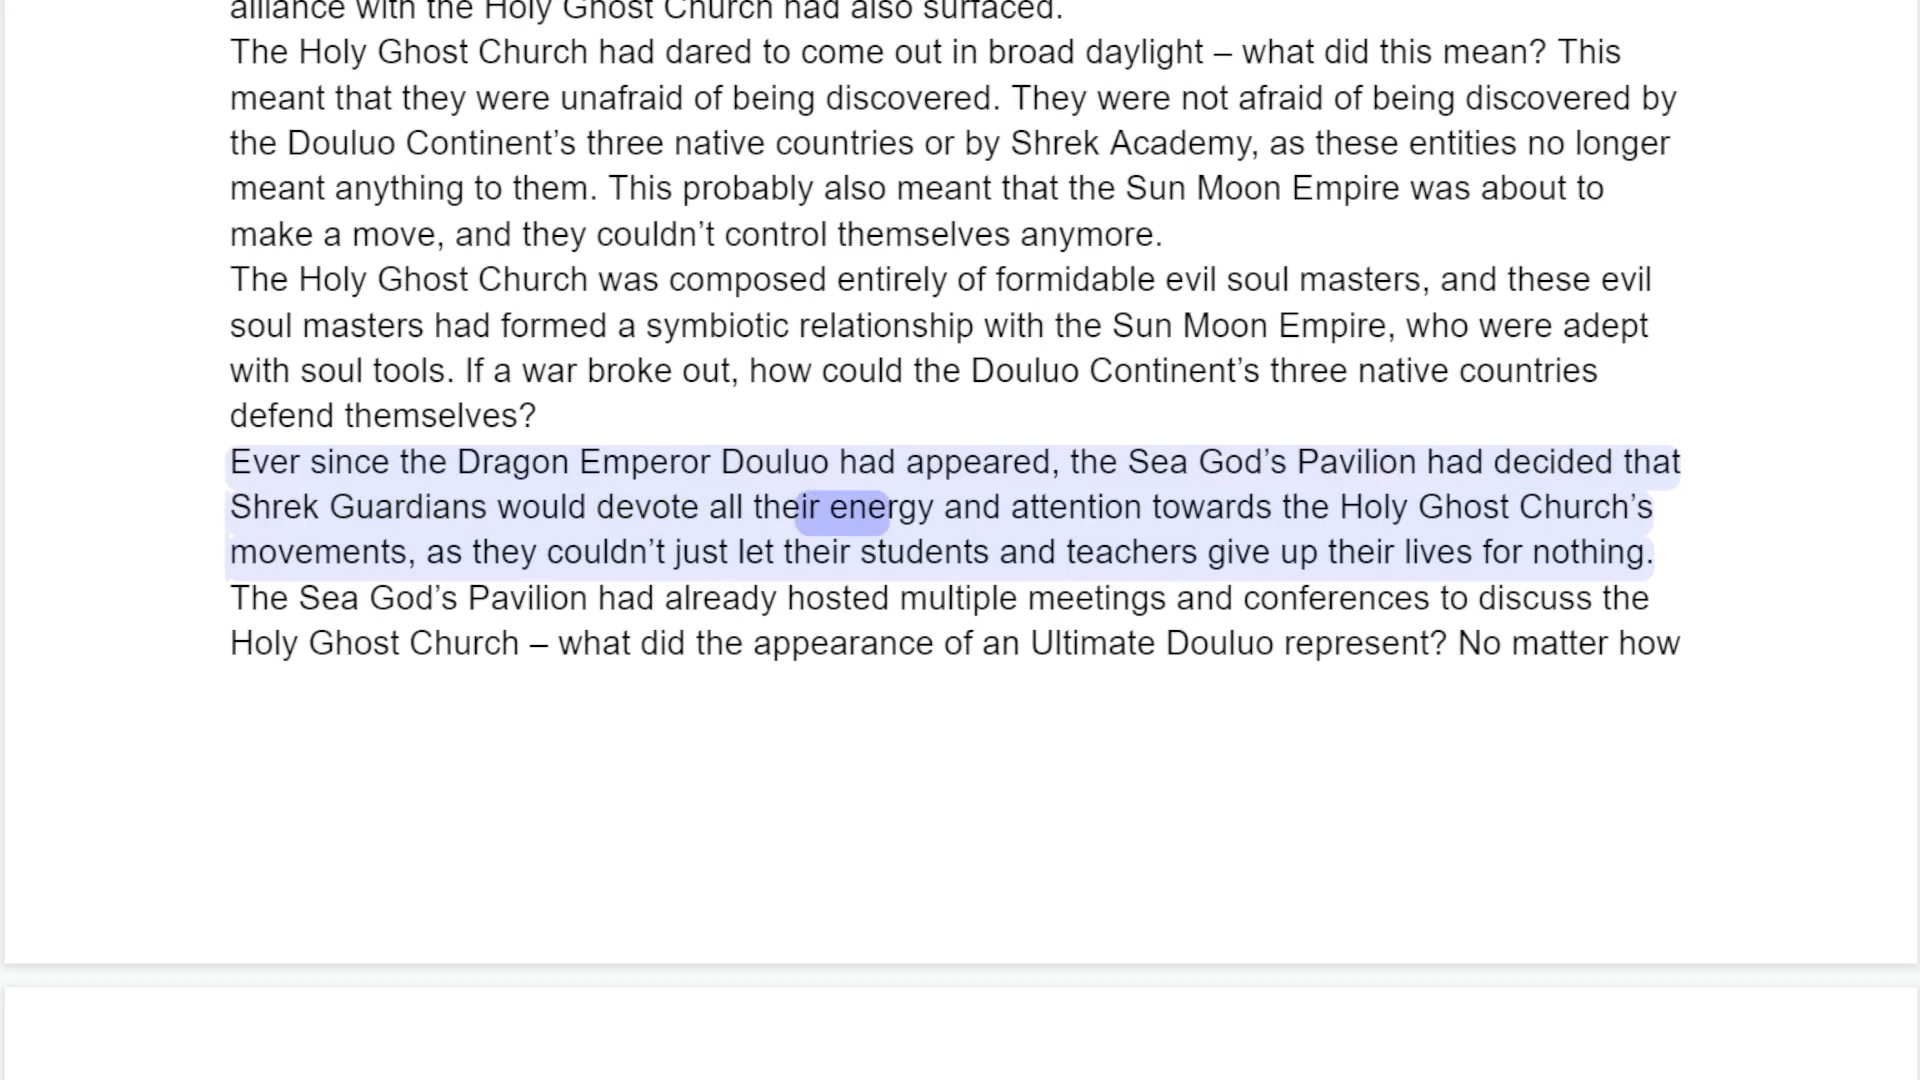 alliance with the Holy Ghost Church had also surfaced.
The Holy Ghost Church had dared to come out in broad daylight – what did this mean? This
meant that they were unafraid of being discovered. They were not afraid of being discovered by
the Douluo Continent’s three native countries or by Shrek Academy, as these entities no longer
meant anything to them. This probably also meant that the Sun Moon Empire was about to
make a move, and they couldn’t control themselves anymore.
The Holy Ghost Church was composed entirely of formidable evil soul masters, and these evil
soul masters had formed a symbiotic relationship with the Sun Moon Empire, who were adept
with soul tools. If a war broke out, how could the Douluo Continent’s three native countries
defend themselves?
Ever since the Dragon Emperor Douluo had appeared, the Sea God’s Pavilion had decided that
Shrek Guardians would devote all their energy and attention towards the Holy Ghost Church’s
movements, as they couldn’t just let their students and teachers give up their lives for nothing.
The Sea God’s Pavilion had already hosted multiple meetings and conferences to discuss the
Holy Ghost Church – what did the appearance of an Ultimate Douluo represent? No matter how